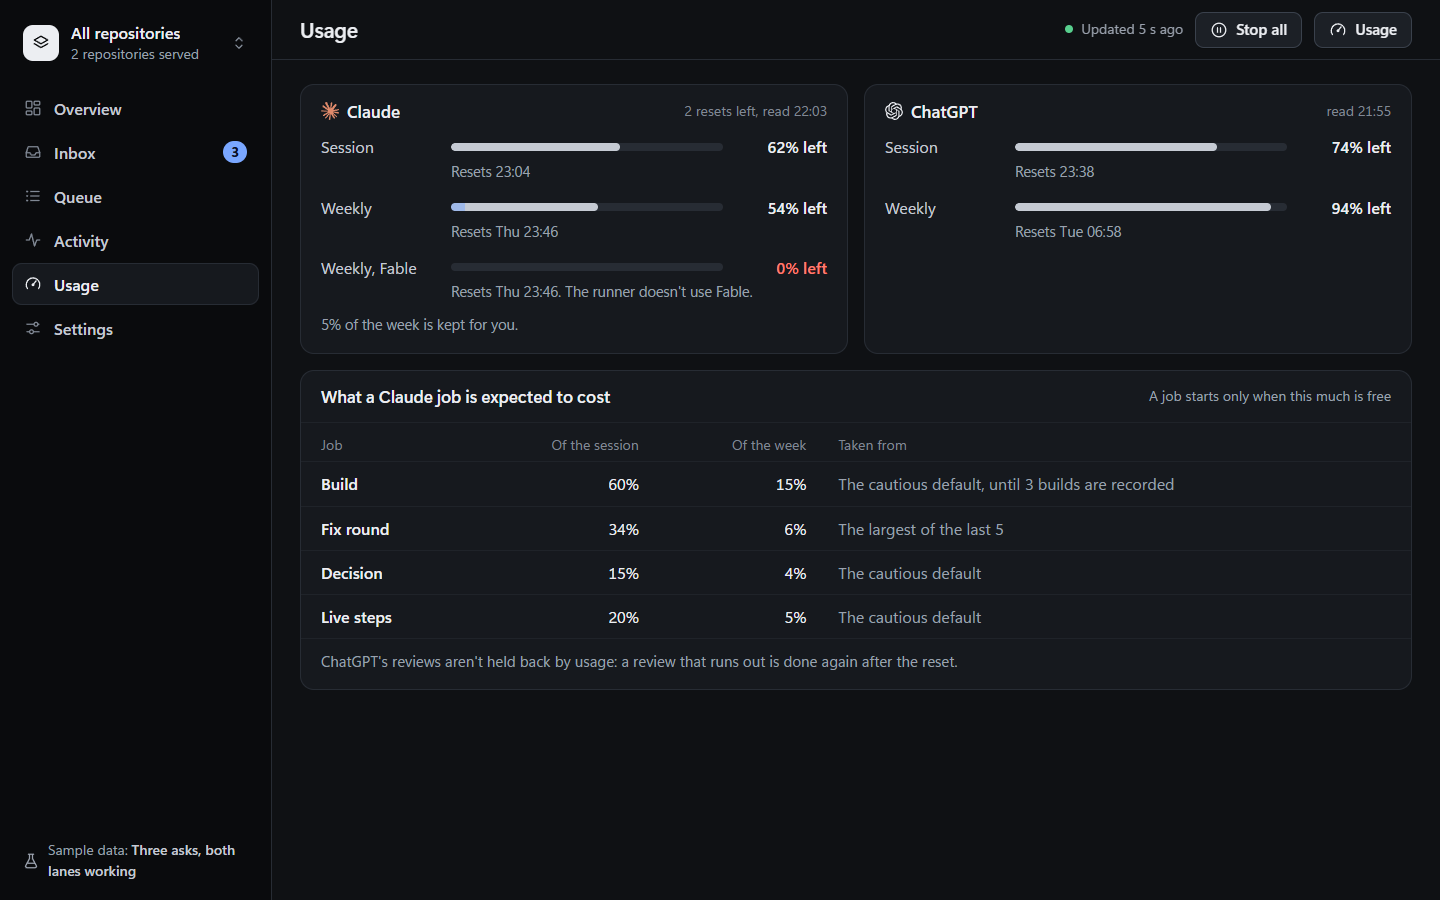 All repositories
2 repositories served
Overview
Inbox 3
Queue
Activity
Usage
Settings
Sample data: Three asks, both
lanes working
Usage
Updated 5 s ago
Stop all
Usage
Claude
2 resets left, read 22:03
Session
62% left
Resets 23:04
Weekly
54% left
Resets Thu 23:46
Weekly, Fable
0% left
Resets Thu 23:46. The runner doesn't use Fable.
5% of the week is kept for you.
ChatGPT
read 21:55
Session
74% left
Resets 23:38
Weekly
94% left
Resets Tue 06:58
What a Claude job is expected to cost
A job starts only when this much is free
Job Of the session Of the week Taken from
Build 60% 15% The cautious default, until 3 builds are recorded
Fix round 34% 6% The largest of the last 5
Decision 15% 4% The cautious default
Live steps 20% 5% The cautious default
ChatGPT's reviews aren't held back by usage: a review that runs out is done again after the reset.